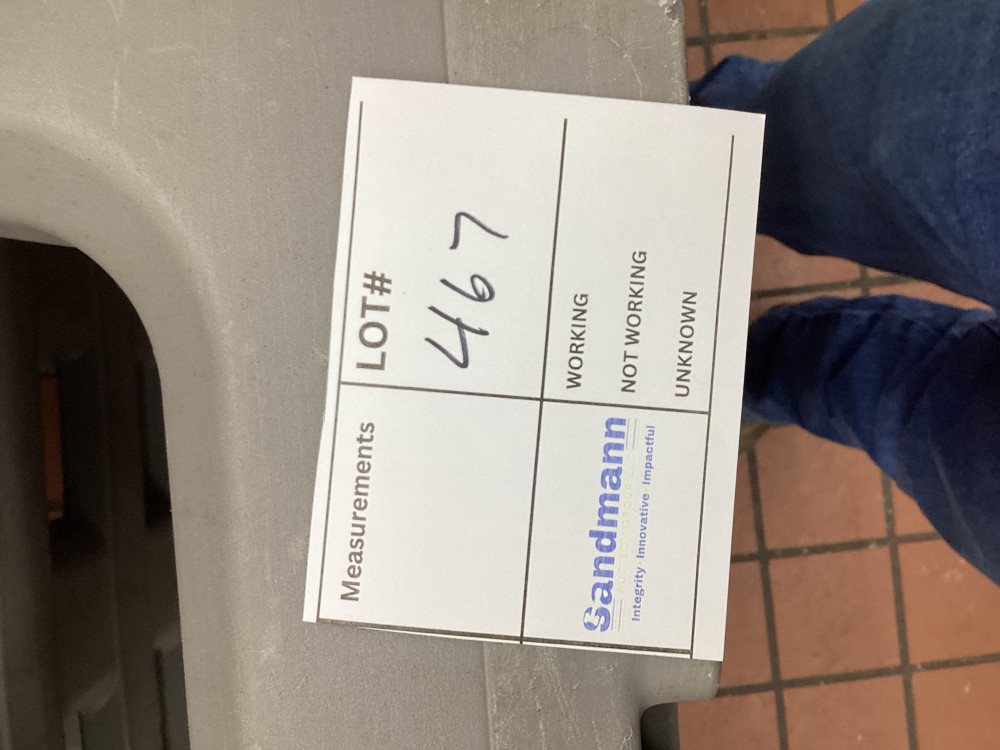 Measurements
LOT#
467
Sandmann
Integrity · Innovative · Impactful
WORKING
NOT WORKING
UNKNOWN